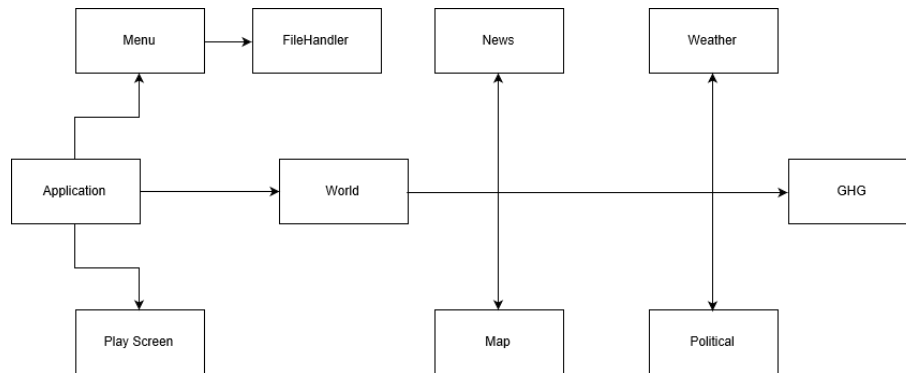 Menu
FileHandler
News
Weather
Application
World
GHG
Play Screen
Map
Political